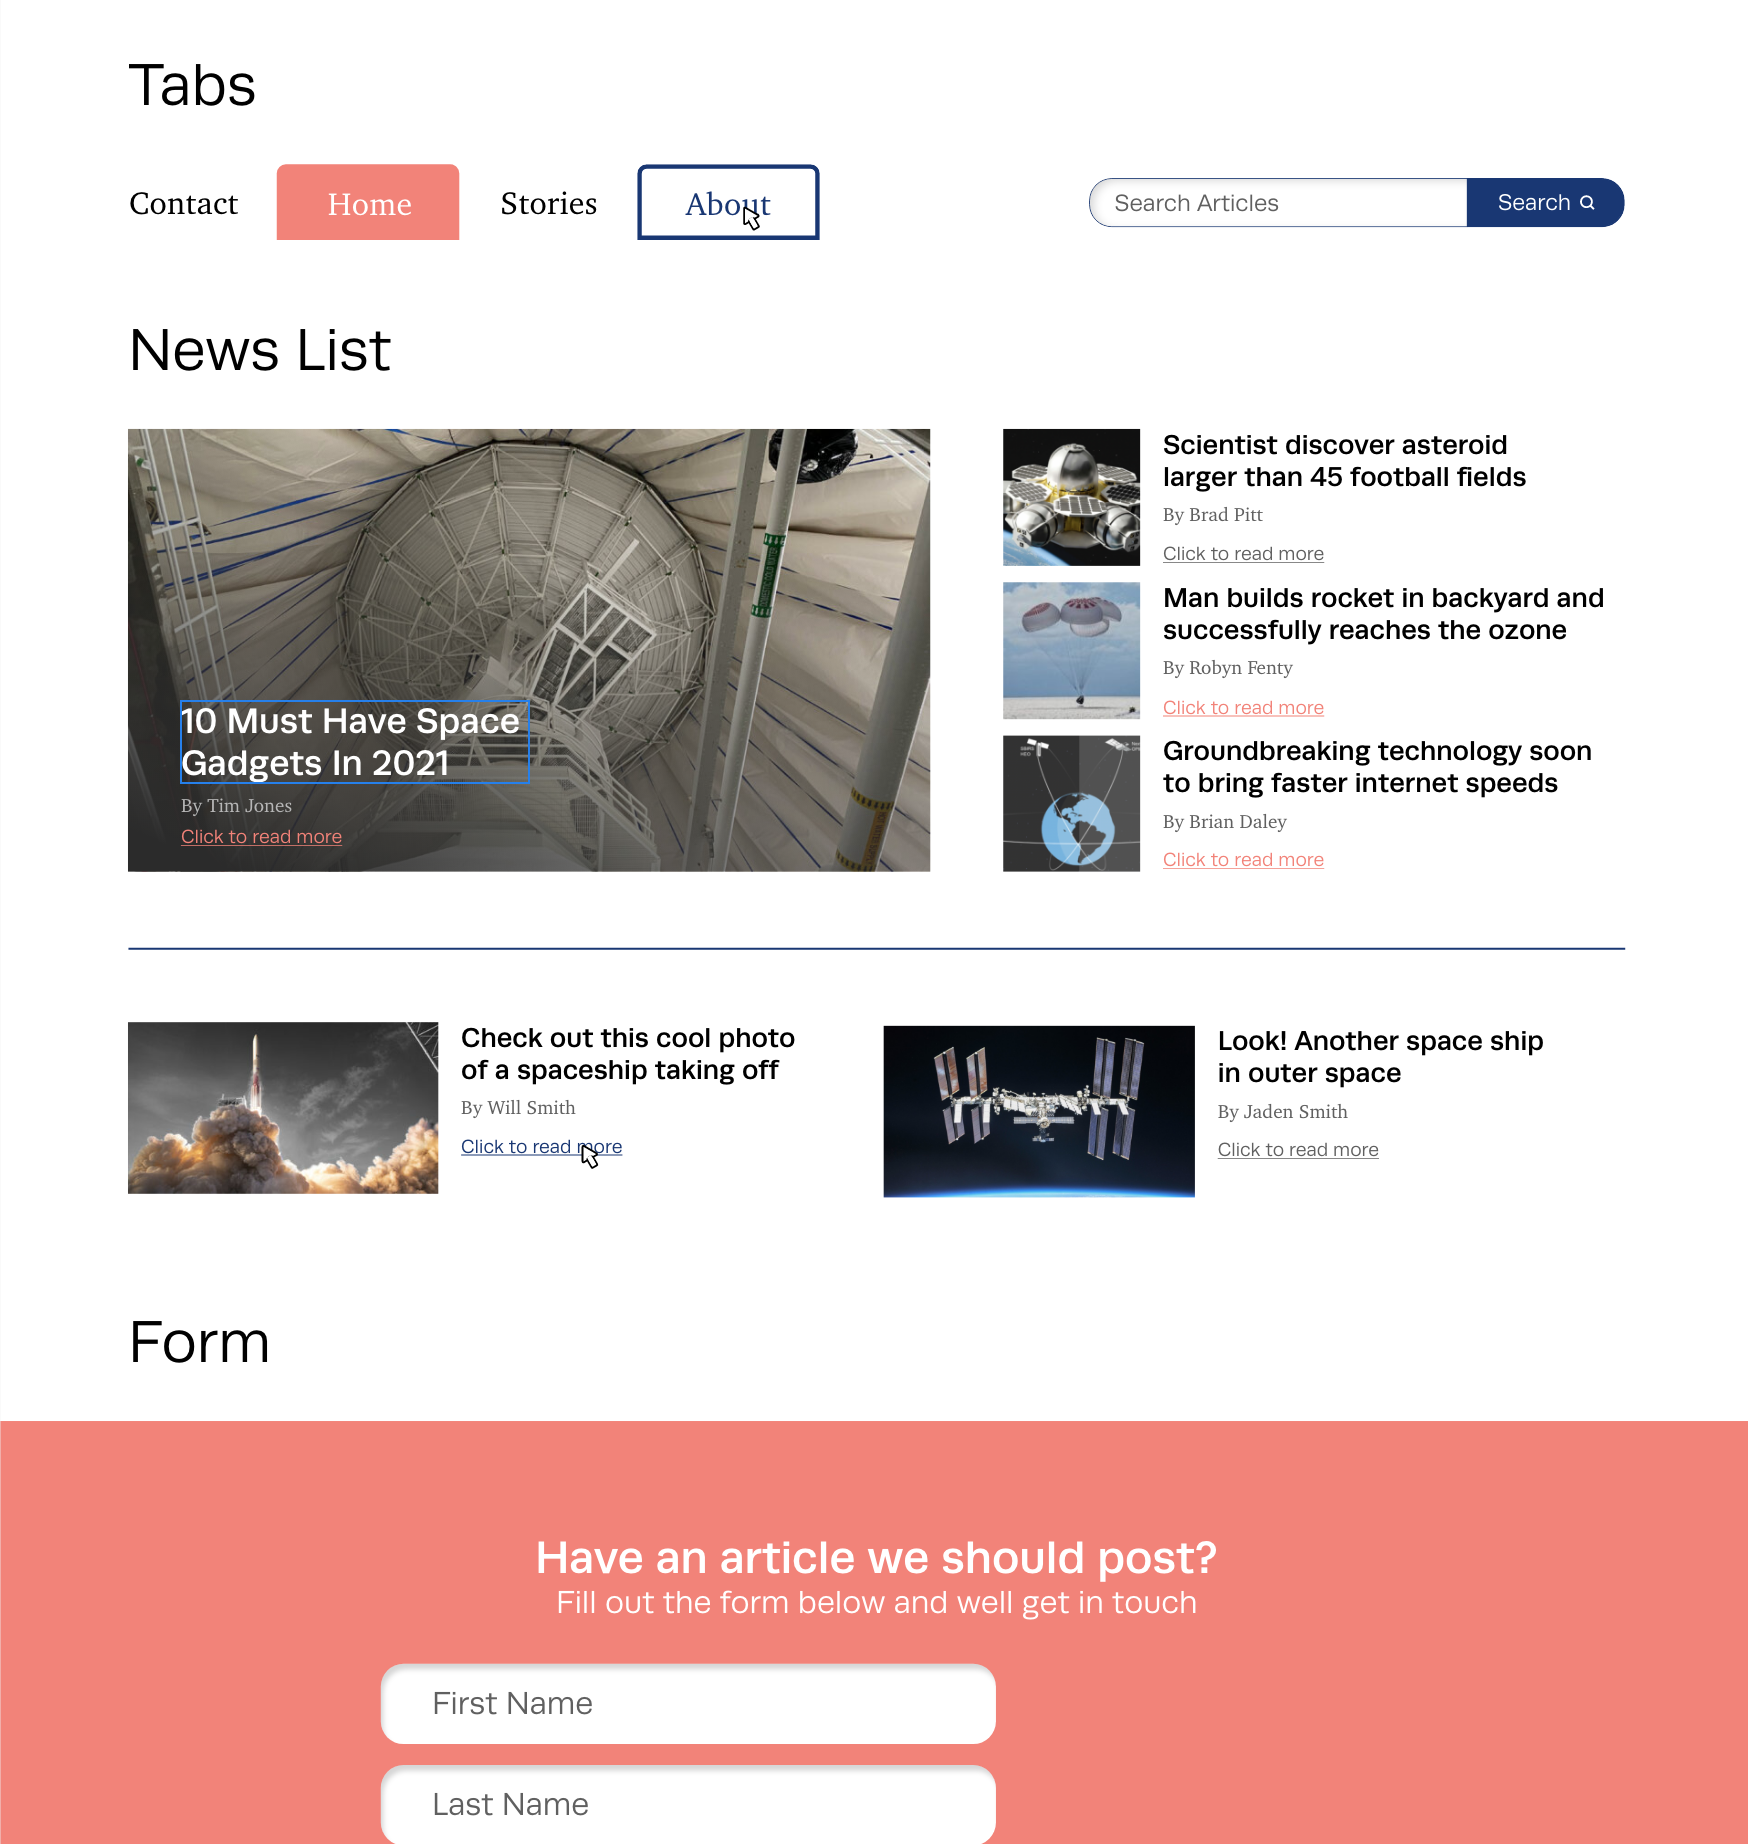 Tabs
Contact
Home
Stories
About
Search Articles
Search
News List
10 Must Have Space
Gadgets In 2021
By Tim Jones
Click to read more
Scientist discover asteroid
larger than 45 football fields
By Brad Pitt
Click to read more
Man builds rocket in backyard and
successfully reaches the ozone
By Robyn Fenty
Click to read more
Groundbreaking technology soon
to bring faster internet speeds
By Brian Daley
Click to read more
Check out this cool photo
of a spaceship taking off
By Will Smith
Click to read more
Look! Another space ship
in outer space
By Jaden Smith
Click to read more
Form
Have an article we should post?
Fill out the form below and well get in touch
First Name
Last Name